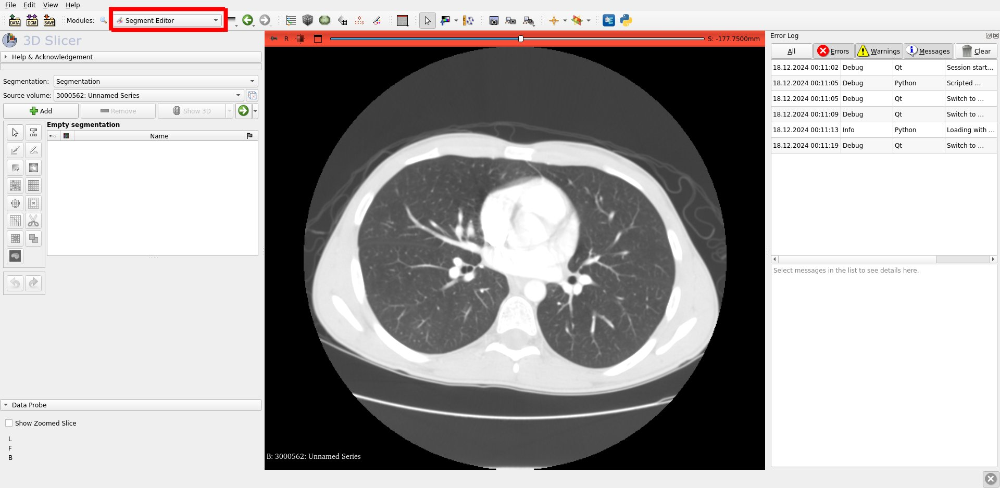 File Edit View Help
DATA DCM SAVE Modules: Segment Editor
3D Slicer
Help & Acknowledgement
Segmentation: Segmentation
Source volume: 3000562: Unnamed Series
Add Remove Show 3D
Empty segmentation
Name
Data Probe
Show Zoomed Slice
L
F
B
R S: -177.7500mm
B: 3000562: Unnamed Series
Error Log
All Errors Warnings Messages Clear
18.12.2024 00:11:02 Debug Qt Session start...
18.12.2024 00:11:05 Debug Python Scripted ...
18.12.2024 00:11:05 Debug Qt Switch to ...
18.12.2024 00:11:09 Debug Qt Switch to ...
18.12.2024 00:11:13 Info Python Loading with ...
18.12.2024 00:11:19 Debug Qt Switch to ...
Select messages in the list to see details here.